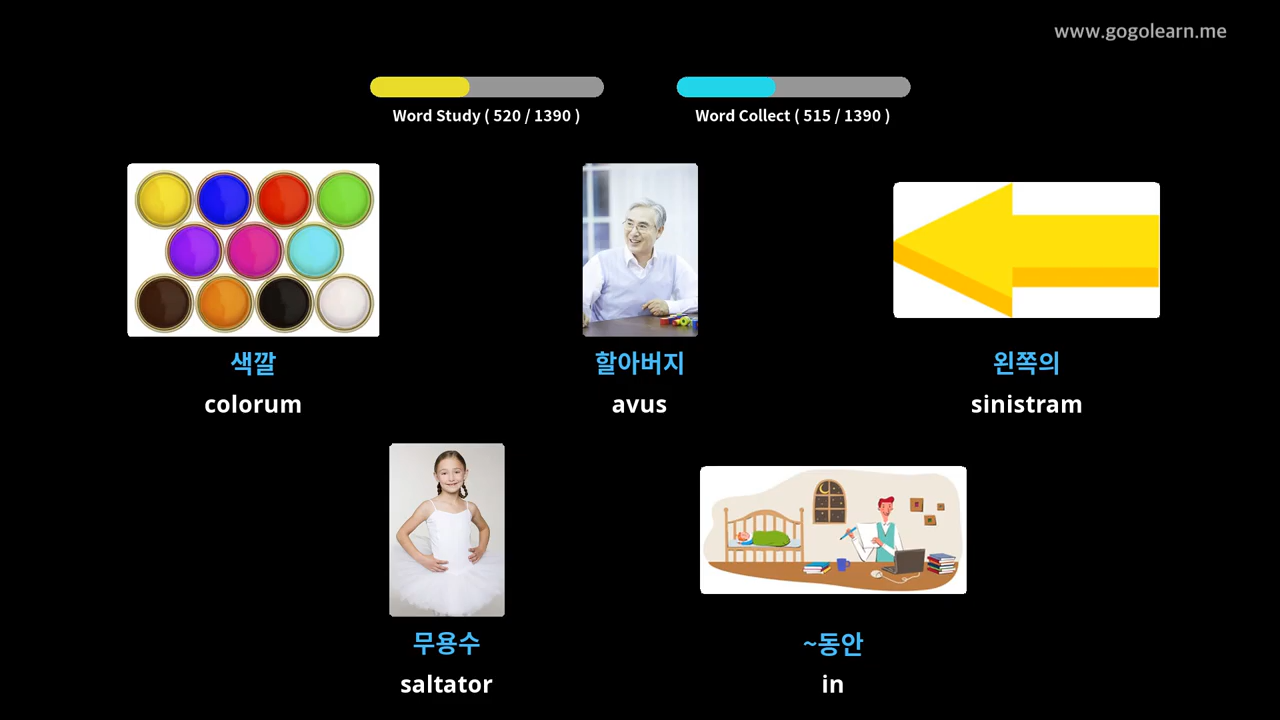 www.gogolearn.me
Word Study ( 520 / 1390 )
Word Collect ( 515 / 1390 )
색깔
할아버지
왼쪽의
colorum
avus
sinistram
무용수
~동안
saltator
in